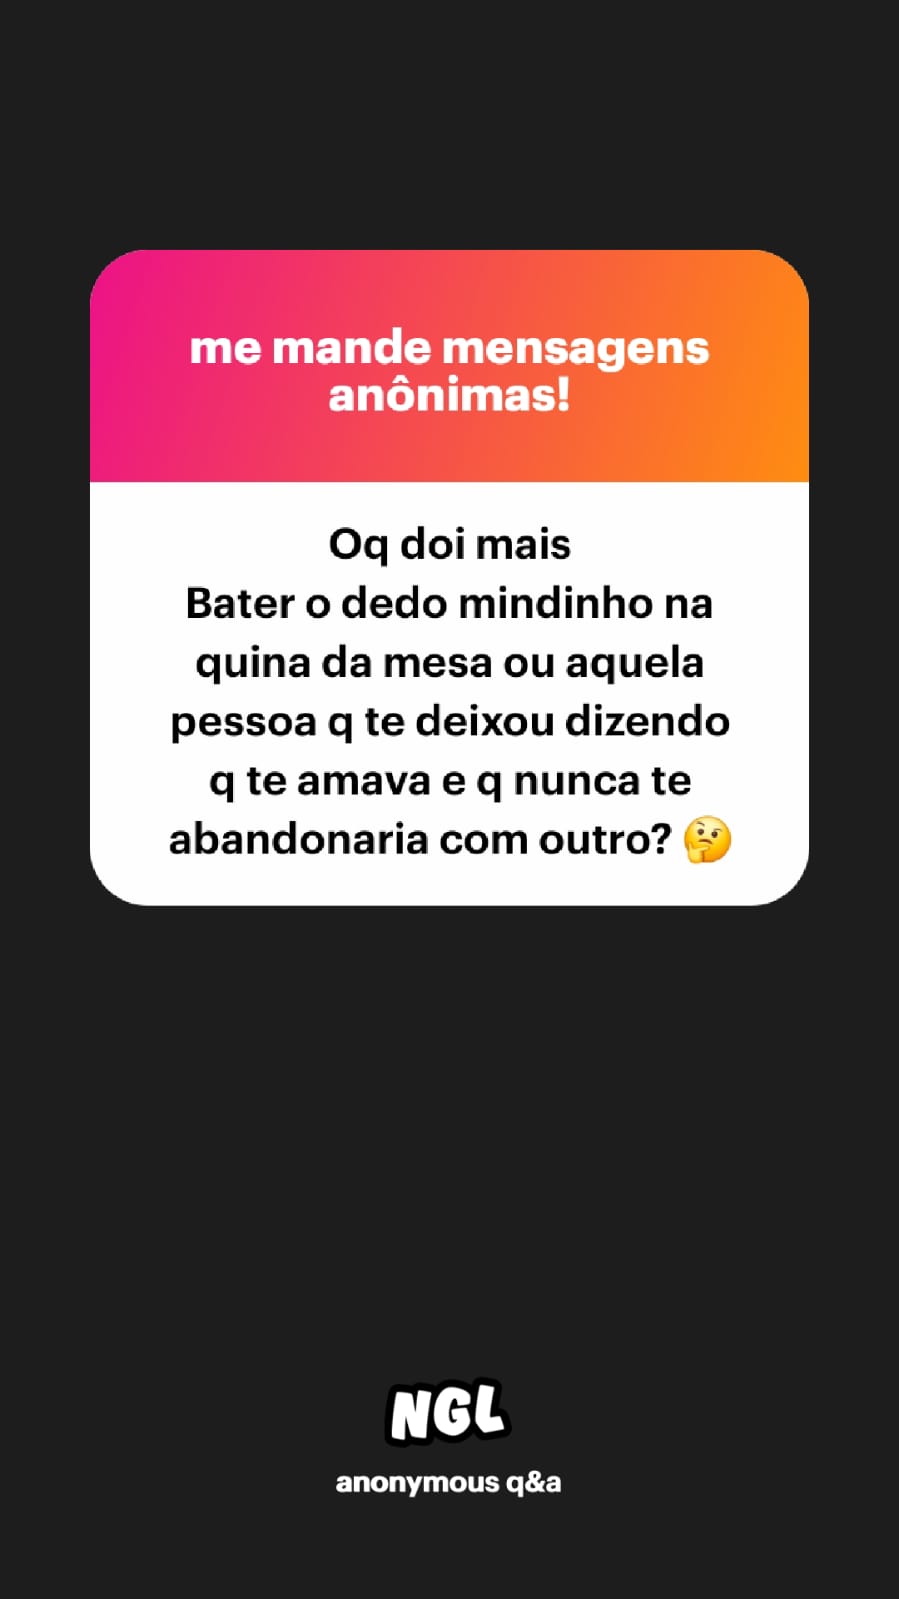 me mande mensagens
anônimas!
Oq doi mais
Bater o dedo mindinho na
quina da mesa ou aquela
pessoa q te deixou dizendo
q te amava e q nunca te
abandonaria com outro? 🤔
NGL
anonymous q&a